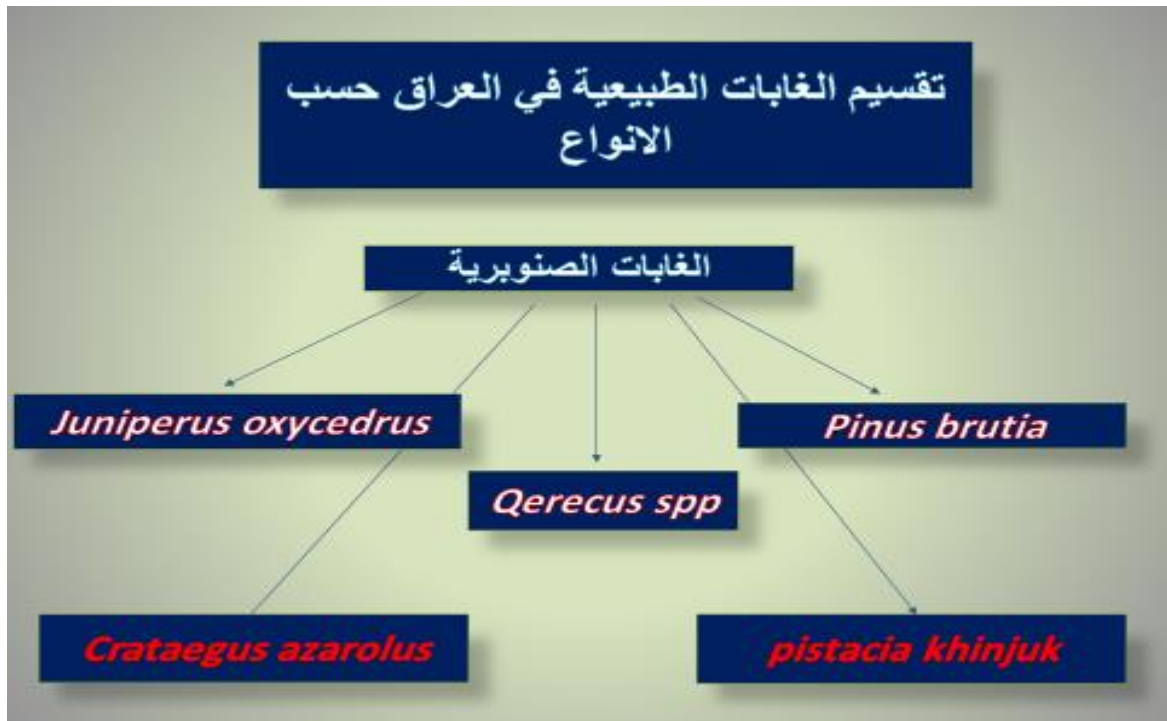 تقسيم الغابات الطبيعية في العراق حسب
الانواع
الغابات الصنوبرية
Juniperus oxycedrus
Pinus brutia
Qerecus spp
Crataegus azarolus
pistacia khinjuk